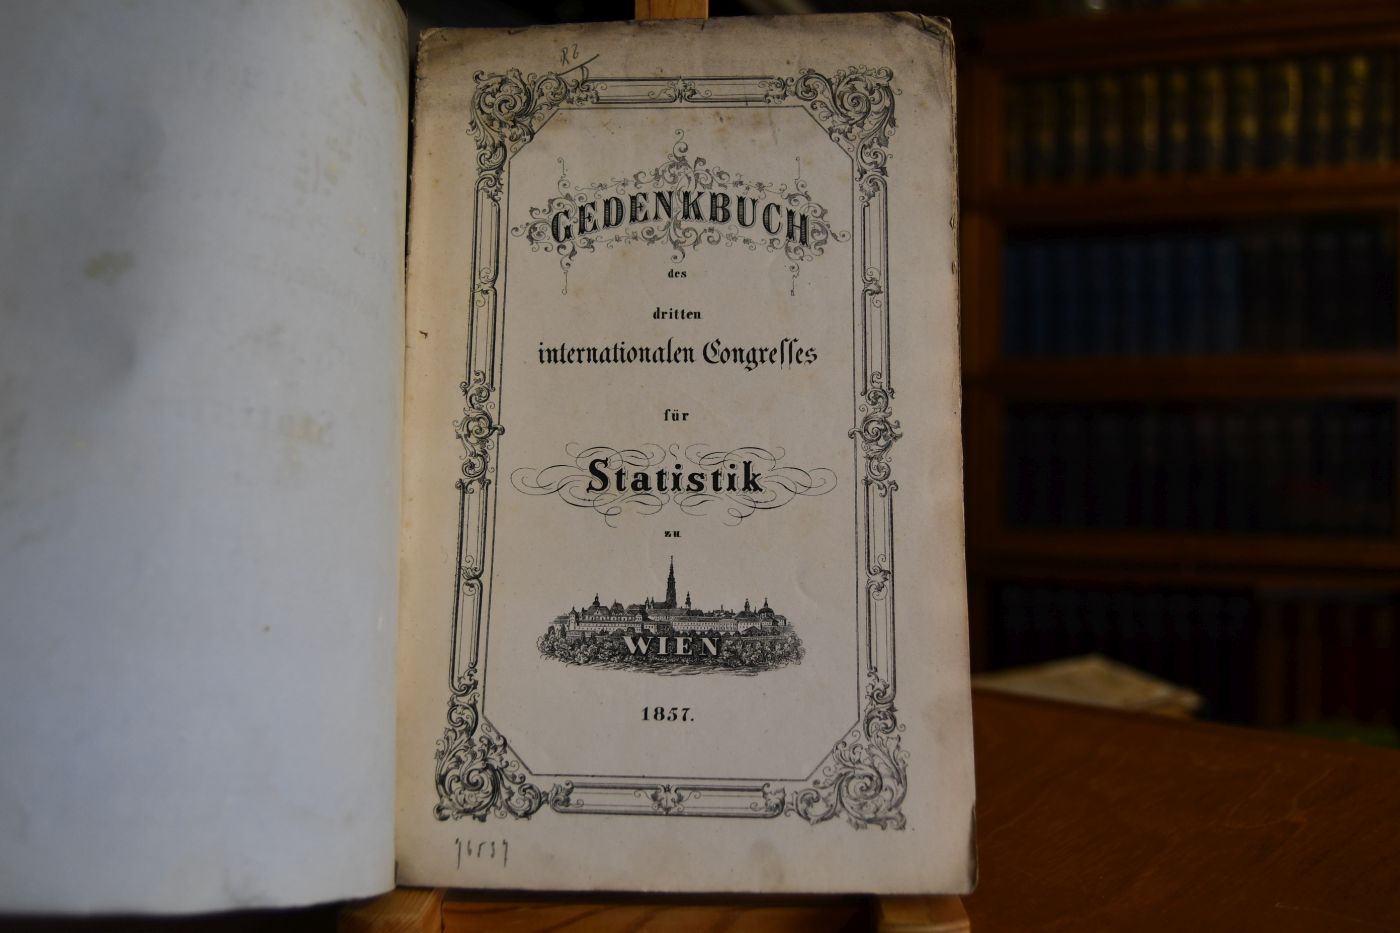 GEDENKBUCH
des
dritten
internationalen Congreſſes
für
Statistik
zu
WIEN
1857.